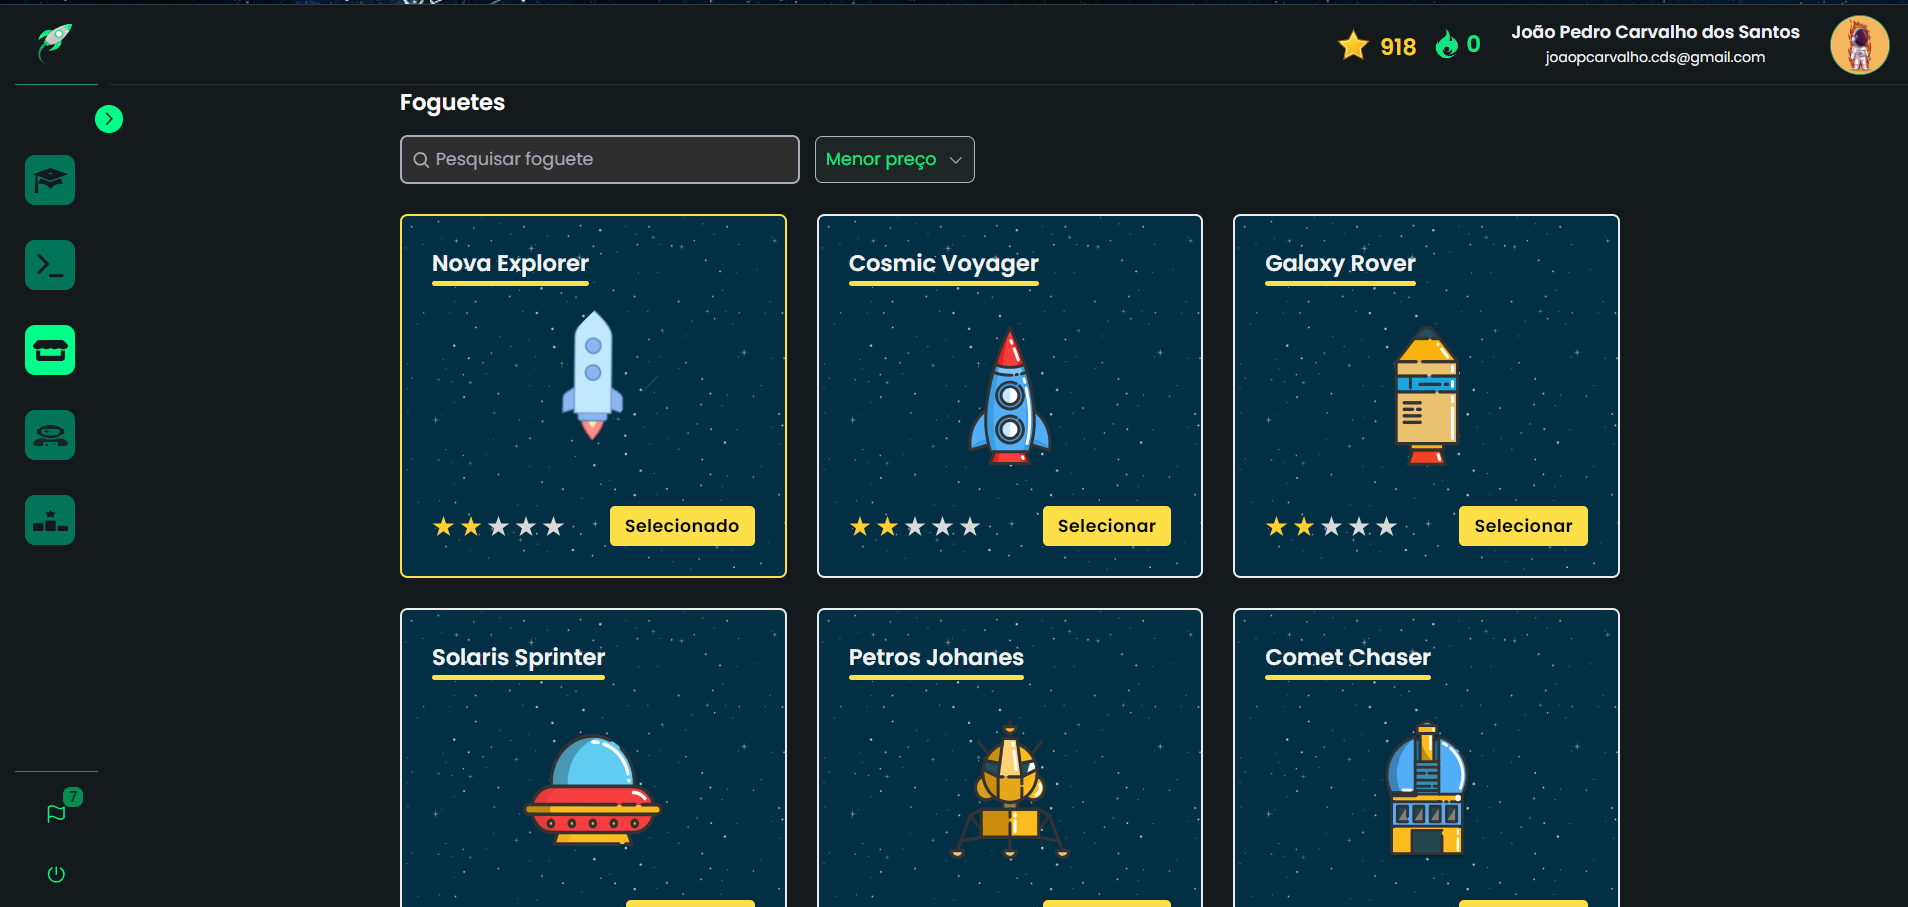 918
0
João Pedro Carvalho dos Santos
joaopcarvalho.cds@gmail.com
Foguetes
Pesquisar foguete
Menor preço
Nova Explorer
Cosmic Voyager
Galaxy Rover
Selecionado
Selecionar
Selecionar
Solaris Sprinter
Petros Johanes
Comet Chaser
7